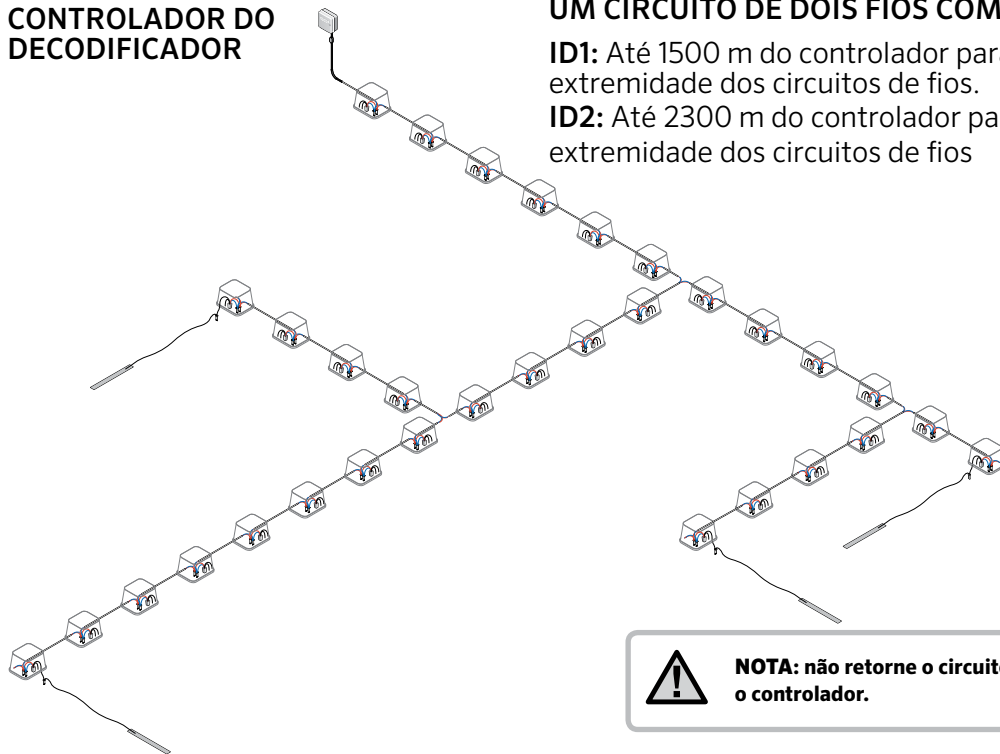 CONTROLADOR DO
DECODIFICADOR
UM CIRCUITO DE DOIS FIOS COM
ID1: Até 1500 m do controlador para
extremidade dos circuitos de fios.
ID2: Até 2300 m do controlador
extremidade dos circuitos de fios
NOTA: não retorne o circuito
o controlador.